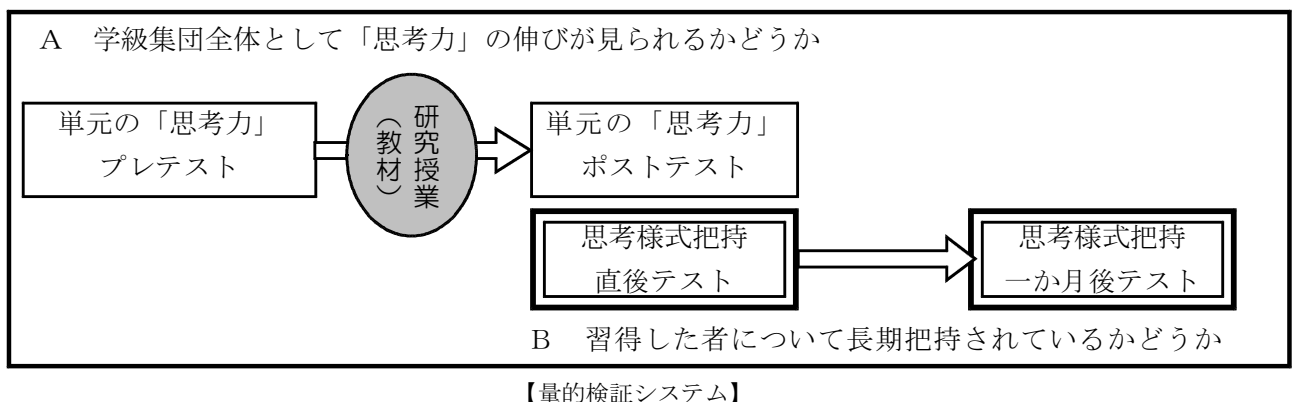 A 学級集団全体として「思考力」の伸びが見られるかどうか
単元の「思考力」
プレテスト
研究授業
（教材）
単元の「思考力」
ポストテスト
思考様式把持
直後テスト
思考様式把持
一か月後テスト
B 習得した者について長期把持されているかどうか
【量的検証システム】